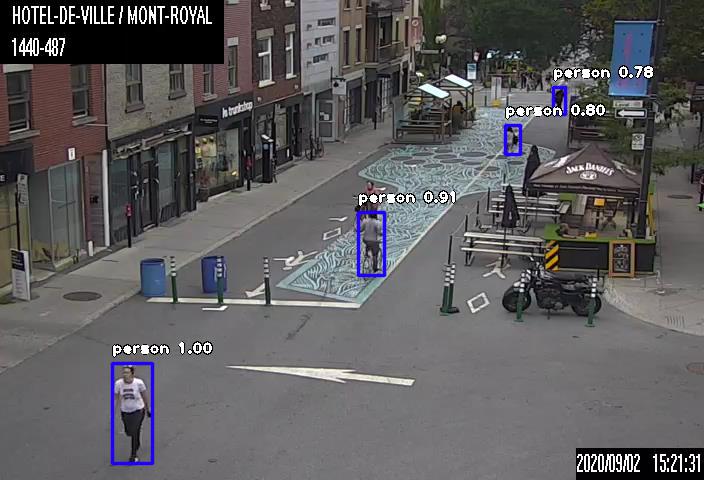 HOTEL-DE-VILLE / MONT-ROYAL
1440-487
person 0.78
person 0.80
person 0.91
JACK DANIEL'S
person 1.00
2020/09/02 15:21:31